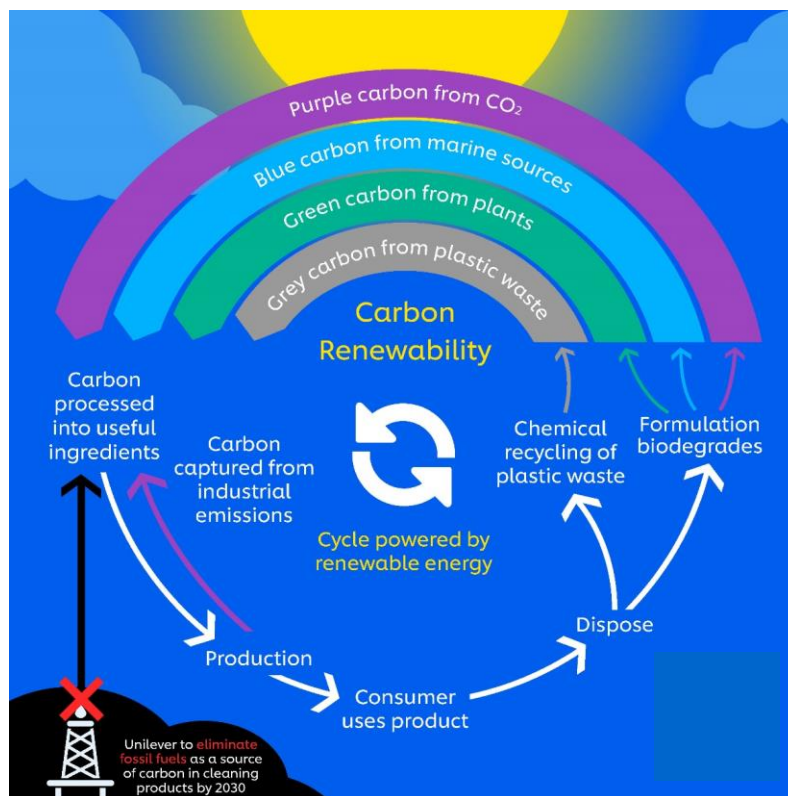 Purple carbon from CO₂
Blue carbon from marine sources
Green carbon from plants
Grey carbon from plastic waste
Carbon
Renewability
Carbon
processed
into useful
ingredients
Carbon
captured from
industrial
emissions
Cycle powered by
renewable energy
Chemical
recycling of
plastic waste
Formulation
biodegrades
Production
Consumer
uses product
Dispose
Unilever to eliminate
fossil fuels as a source
of carbon in cleaning
products by 2030